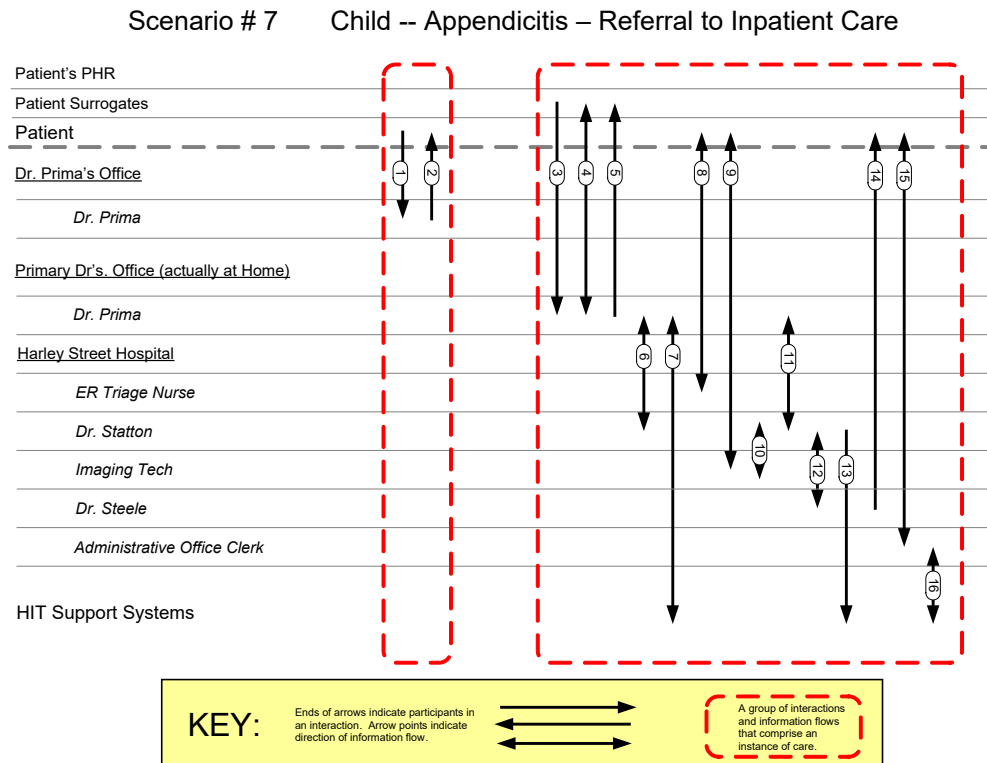 Scenario # 7 Child -- Appendicitis – Referral to Inpatient Care
Patient's PHR
Patient Surrogates
Patient
Dr. Prima's Office
Dr. Prima
Primary Dr's. Office (actually at Home)
Dr. Prima
Harley Street Hospital
ER Triage Nurse
Dr. Statton
Imaging Tech
Dr. Steele
Administrative Office Clerk
HIT Support Systems
1
2
3
4
5
6
7
8
9
10
11
12
13
14
15
16
KEY:
Ends of arrows indicate participants in
an interaction. Arrow points indicate
direction of information flow.
A group of interactions
and information flows
that comprise an
instance of care.